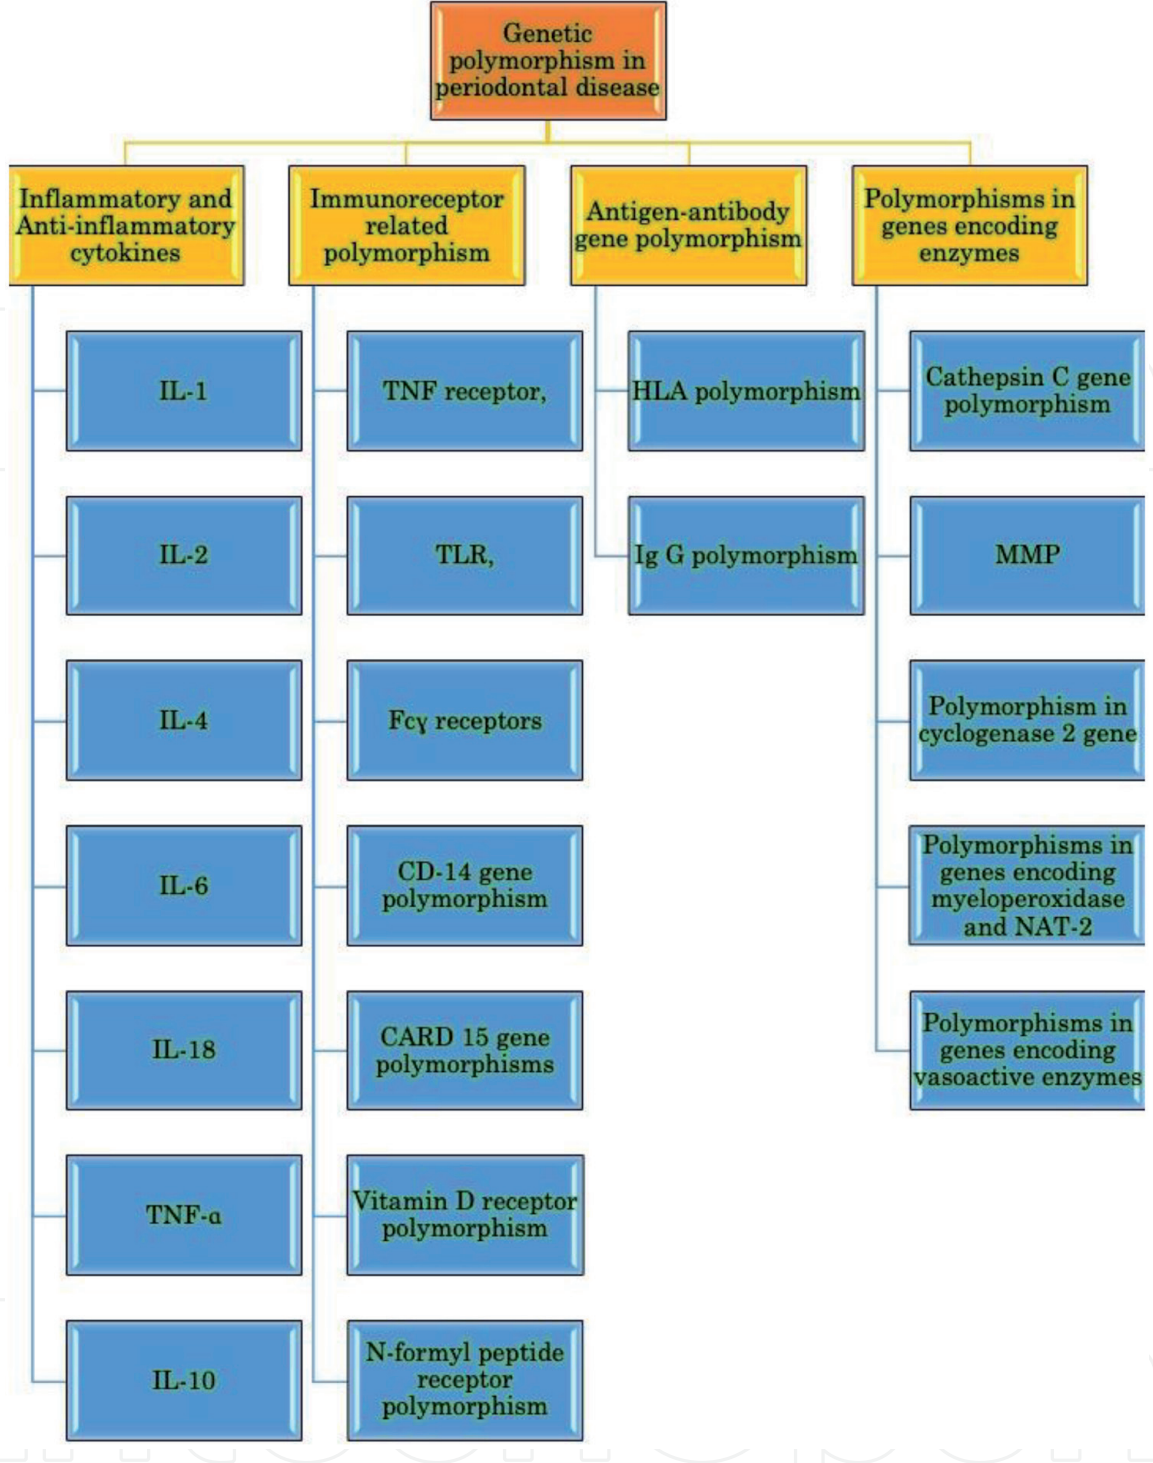 Genetic
polymorphism in
periodontal disease
Inflammatory and
Anti-inflammatory
cytokines
IL-1
IL-2
IL-4
IL-6
IL-18
TNF-α
IL-10
Immunoreceptor
related
polymorphism
TNF receptor,
TLR,
Fcγ receptors
CD-14 gene
polymorphism
CARD 15 gene
polymorphisms
Vitamin D receptor
polymorphism
N-formyl peptide
receptor
polymorphism
Antigen-antibody
gene polymorphism
HLA polymorphism
Ig G polymorphism
Polymorphisms in
genes encoding
enzymes
Cathepsin C gene
polymorphism
MMP
Polymorphism in
cyclogenase 2 gene
Polymorphisms in
genes encoding
myeloperoxidase
and NAT-2
Polymorphisms in
genes encoding
vasoactive enzymes